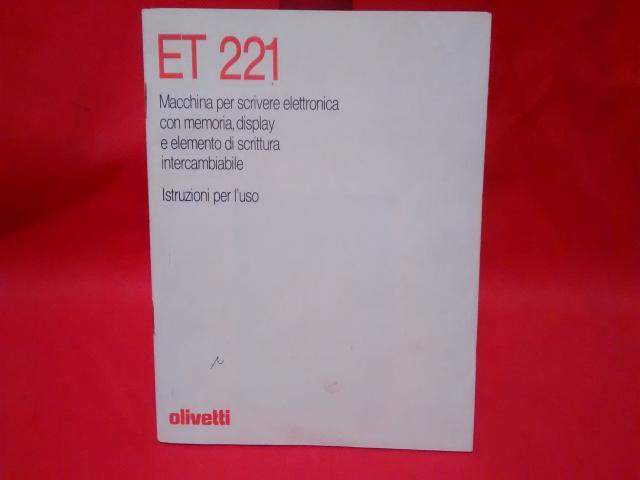 ET 221
Macchina per scrivere elettronica
con memoria, display
e elemento di scrittura
intercambiabile
Istruzioni per l'uso
olivetti